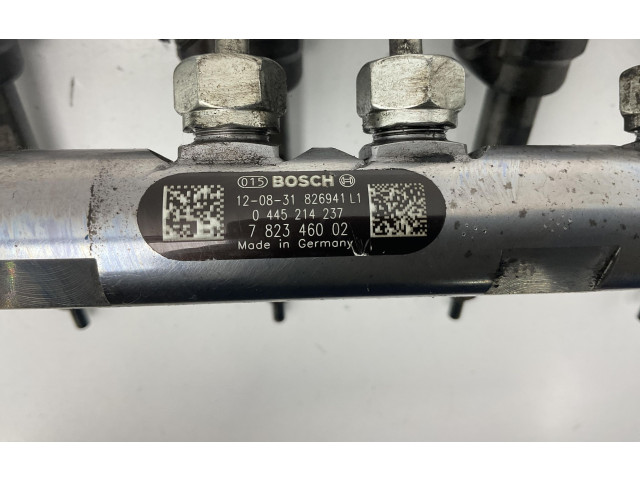 015 BOSCH
12-08-31 826941 L1
0 445 214 237
7 823 460 02
Made in Germany